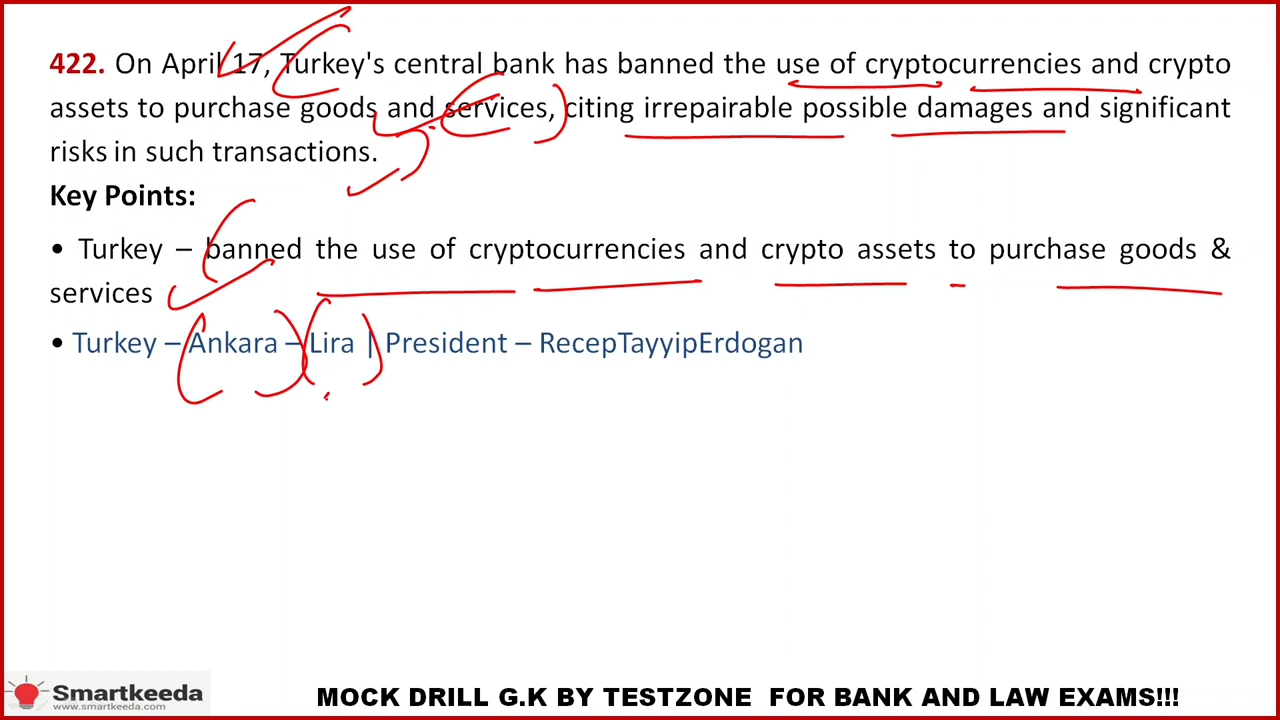 422. On April 17, Turkey's central bank has banned the use of cryptocurrencies and crypto
assets to purchase goods and services, citing irrepairable possible damages and significant
risks in such transactions.
Key Points:
• Turkey – banned the use of cryptocurrencies and crypto assets to purchase goods &
services
• Turkey – Ankara – Lira | President – RecepTayyipErdogan
Smartkeeda
www.smartkeeda.com
MOCK DRILL G.K BY TESTZONE FOR BANK AND LAW EXAMS!!!